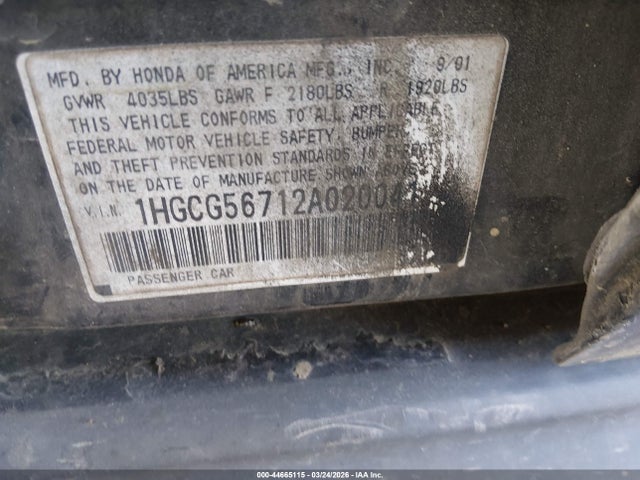 MFD. BY HONDA OF AMERICA MFG., INC. 9/01
GVWR 4035LBS GAWR F 2180LBS R 1920LBS
THIS VEHICLE CONFORMS TO ALL APPLICABLE
FEDERAL MOTOR VEHICLE SAFETY, BUMPER
AND THEFT PREVENTION STANDARDS IN EFFECT
ON THE DATE OF MANUFACTURE SHOWN ABOVE
V.I.N. 1HGCG56712A0200
PASSENGER CAR
000-44665115 - 03/24/2026 - IAA Inc.